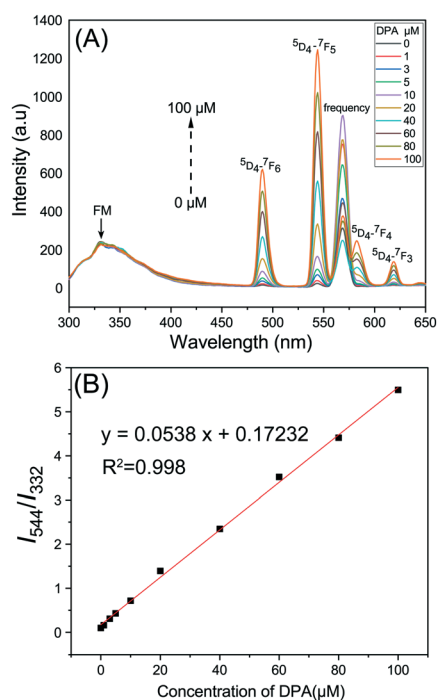 (A)
DPA μM
0
1
3
5
10
20
40
60
80
100
⁵D₄-⁷F₅
frequency
100 μM
0 μM
⁵D₄-⁷F₆
⁵D₄-⁷F₄
⁵D₄-⁷F₃
FM
Intensity (a.u)
1400
1200
1000
800
600
400
200
0
300 350 400 450 500 550 600 650
Wavelength (nm)
(B)
y = 0.0538 x + 0.17232
R²=0.998
I₅₄₄/I₃₃₂
6
5
4
3
2
1
0
0 20 40 60 80 100
Concentration of DPA(μM)